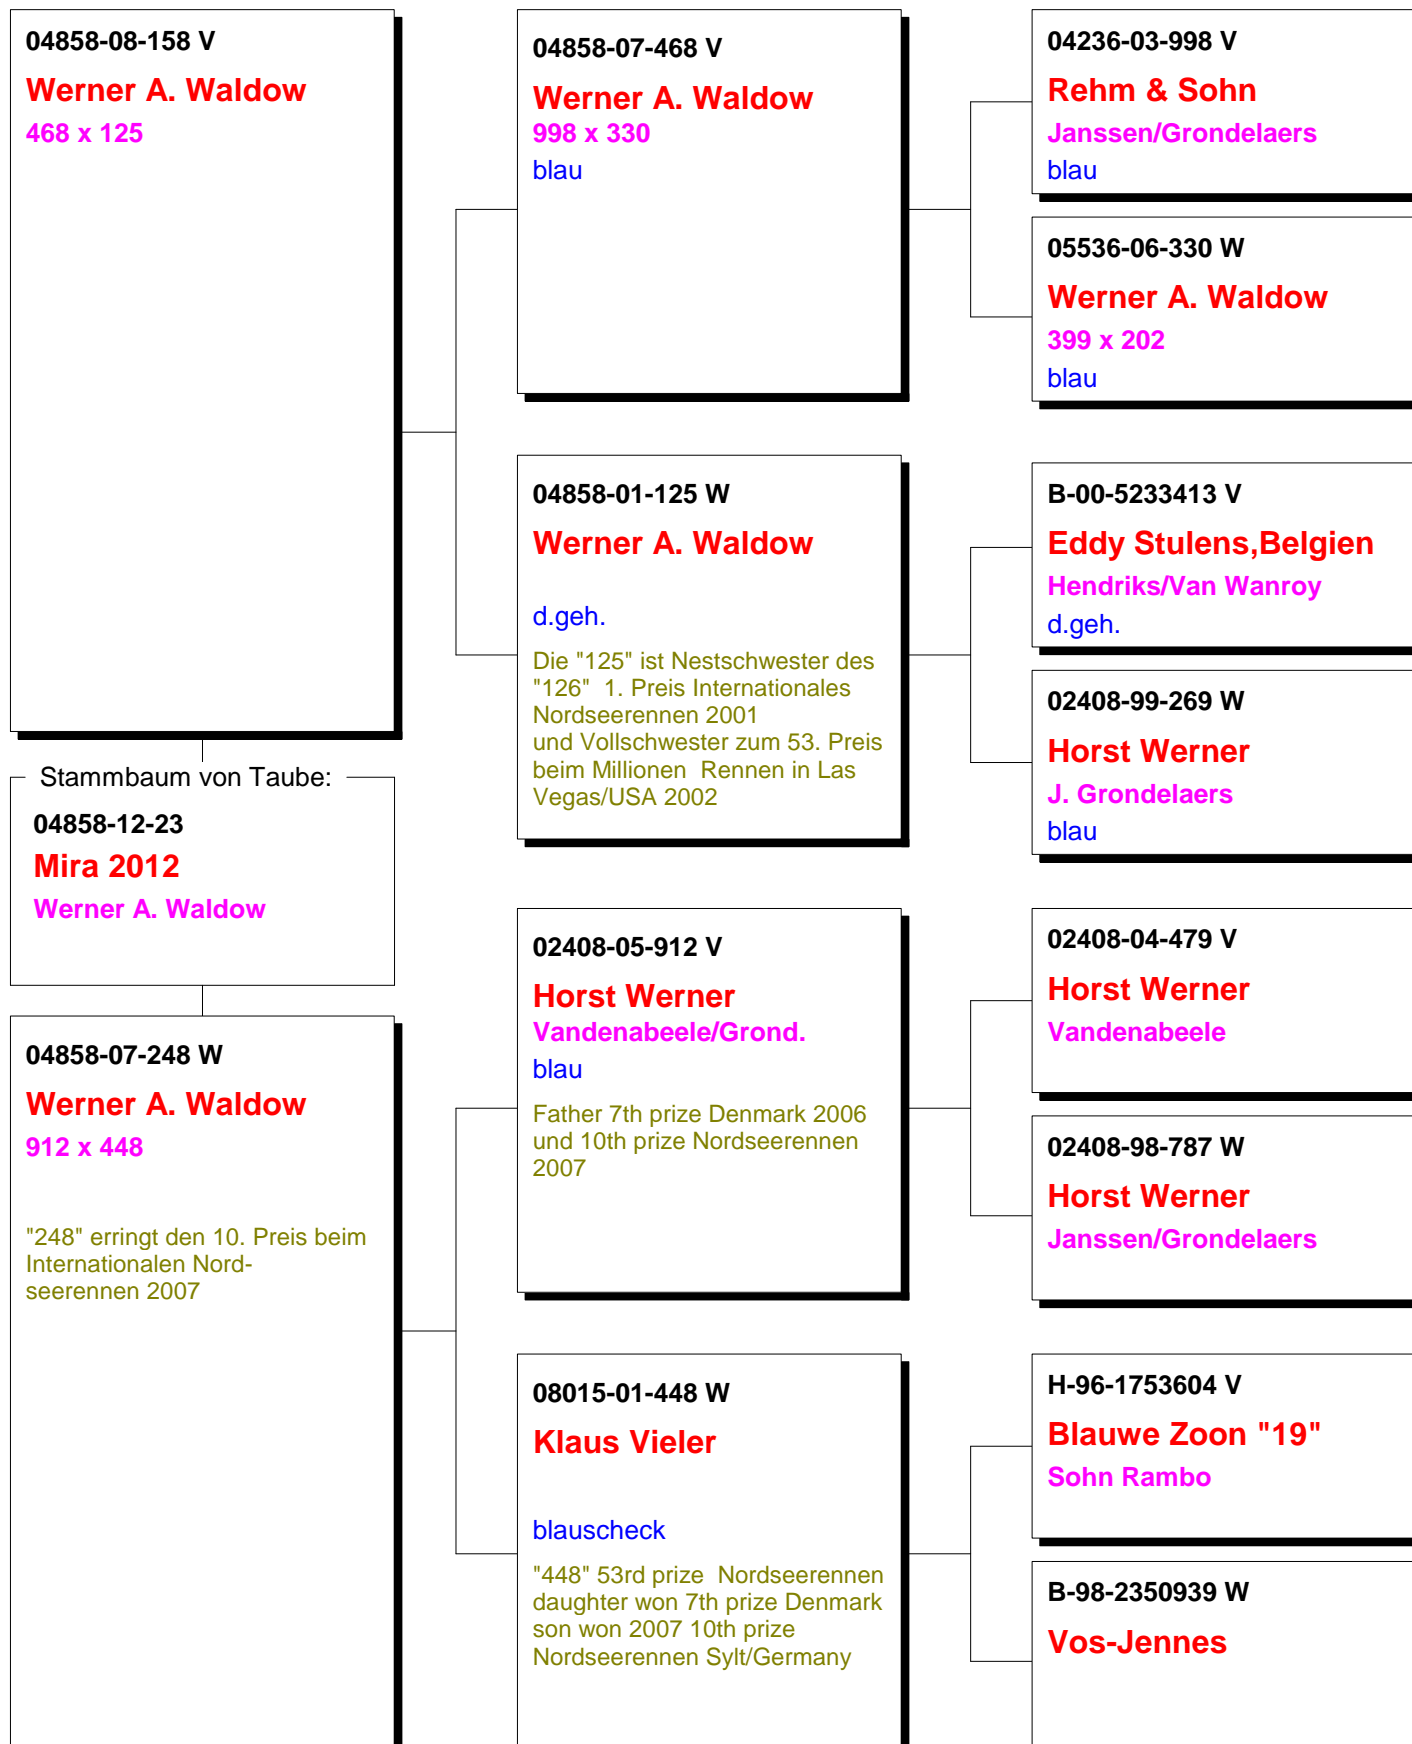 04858-08-158 V
Werner A. Waldow
468 x 125
Stammbaum von Taube:
04858-12-23
Mira 2012
Werner A. Waldow
04858-07-248 W
Werner A. Waldow
912 x 448
"248" erringt den 10. Preis beim
Internationalen Nord-
seerennen 2007
04858-07-468 V
Werner A. Waldow
998 x 330
blau
04858-01-125 W
Werner A. Waldow
d.geh.
Die "125" ist Nestschwester des
"126"  1. Preis Internationales
Nordseerennen 2001
und Vollschwester zum 53. Preis
beim Millionen  Rennen in Las
Vegas/USA 2002
02408-05-912 V
Horst Werner
Vandenabeele/Grond.
blau
Father 7th prize Denmark 2006
und 10th prize Nordseerennen
2007
08015-01-448 W
Klaus Vieler
blauscheck
"448" 53rd prize  Nordseerennen
daughter won 7th prize Denmark
son won 2007 10th prize
Nordseerennen Sylt/Germany
04236-03-998 V
Rehm & Sohn
Janssen/Grondelaers
blau
05536-06-330 W
Werner A. Waldow
399 x 202
blau
B-00-5233413 V
Eddy Stulens,Belgien
Hendriks/Van Wanroy
d.geh.
02408-99-269 W
Horst Werner
J. Grondelaers
blau
02408-04-479 V
Horst Werner
Vandenabeele
02408-98-787 W
Horst Werner
Janssen/Grondelaers
H-96-1753604 V
Blauwe Zoon "19"
Sohn Rambo
B-98-2350939 W
Vos-Jennes